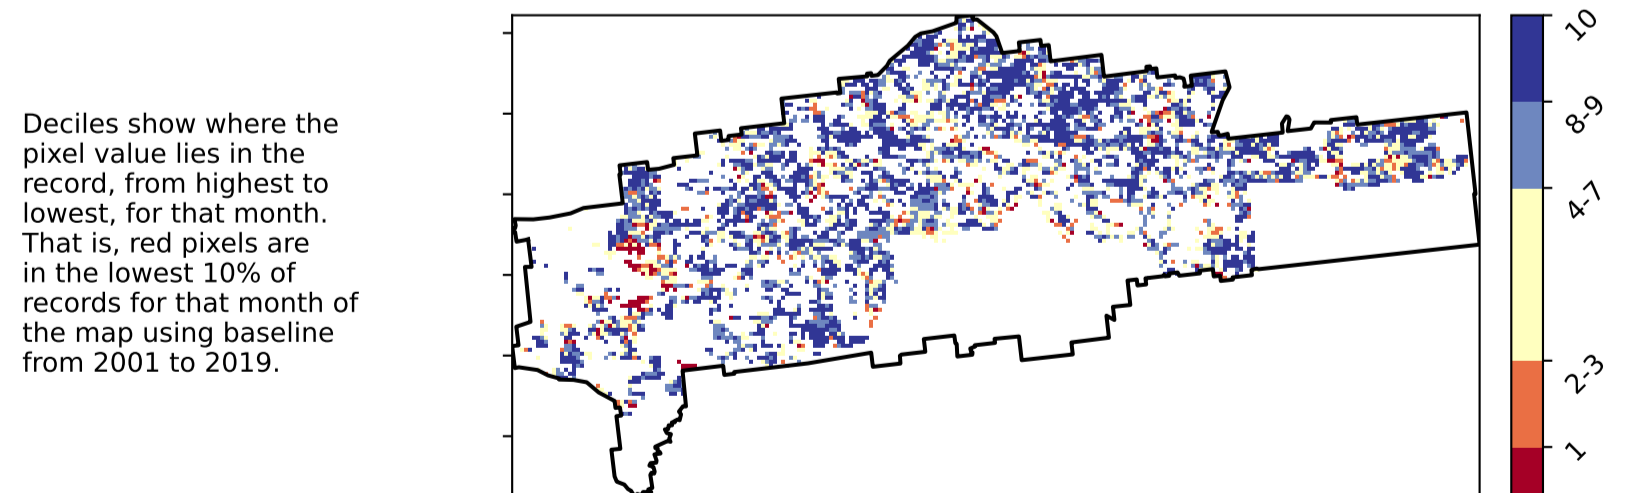 Deciles show where the
pixel value lies in the
record, from highest to
lowest, for that month.
That is, red pixels are
in the lowest 10% of
records for that month of
the map using baseline
from 2001 to 2019.
10
8-9
4-7
2-3
1